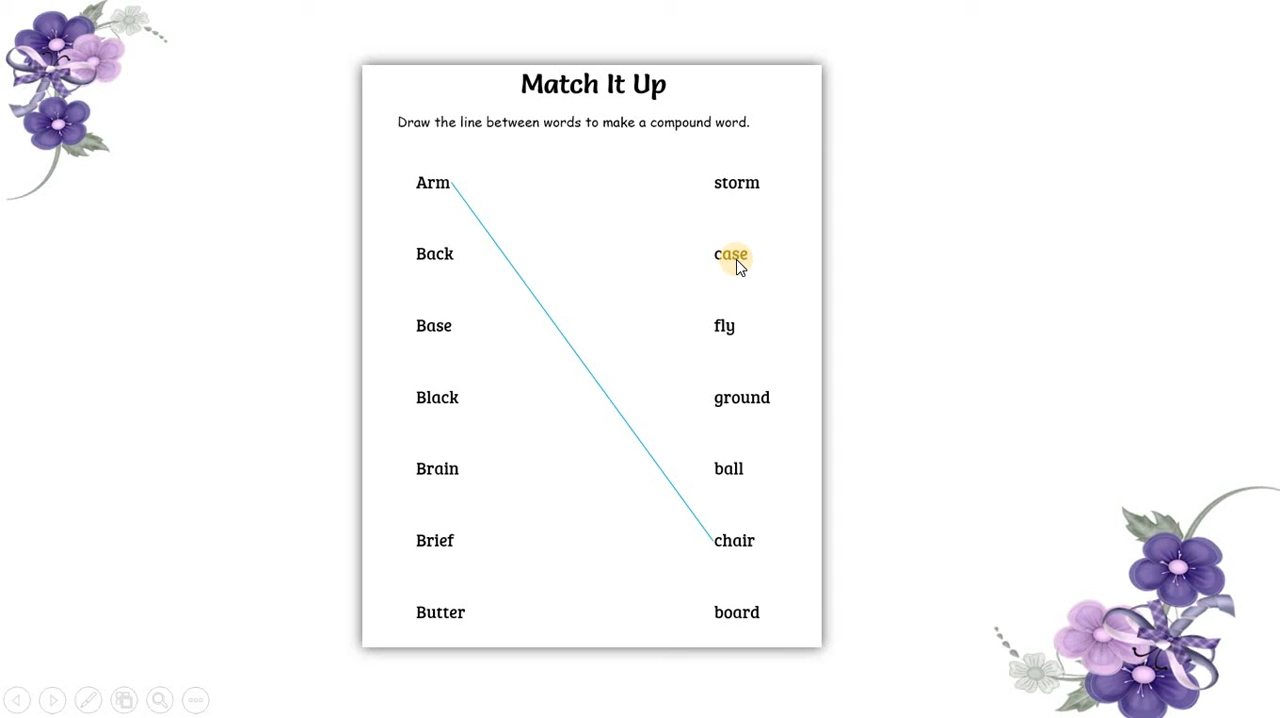 Match It Up
Draw the line between words to make a compound word.
Arm storm
Back case
Base fly
Black ground
Brain ball
Brief chair
Butter board